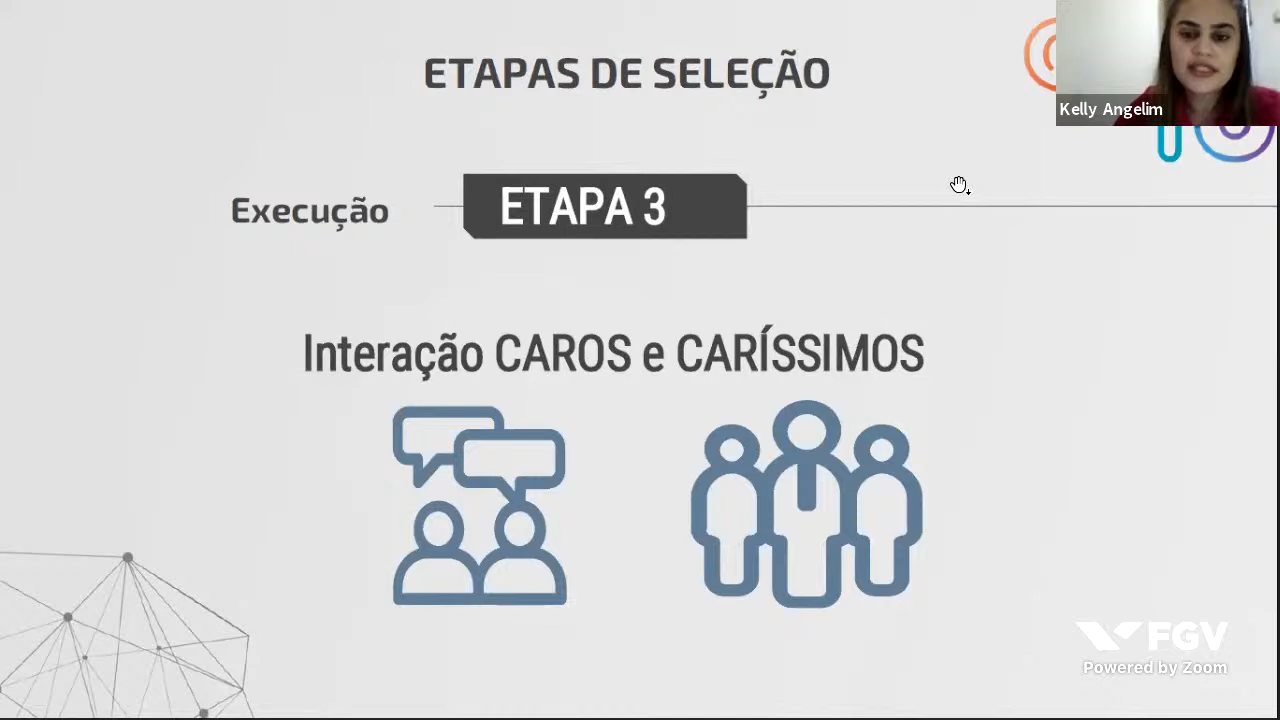 ETAPAS DE SELEÇÃO
Kelly Angelim
Execução
ETAPA 3
Interação CAROS e CARÍSSIMOS
FGV
Powered by Zoom